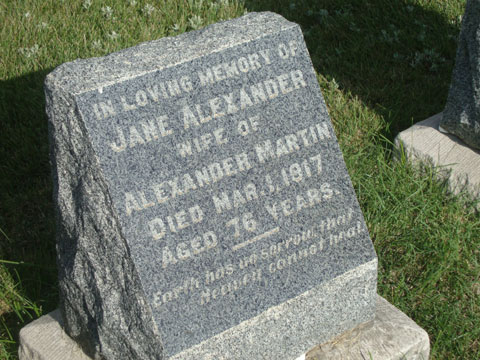 IN LOVING MEMORY OF
JANE ALEXANDER
WIFE OF
ALEXANDER MARTIN
DIED MAR 1. 1917
AGED 76 YEARS.
Earth has no Sorrow that
Heaven cannot heal